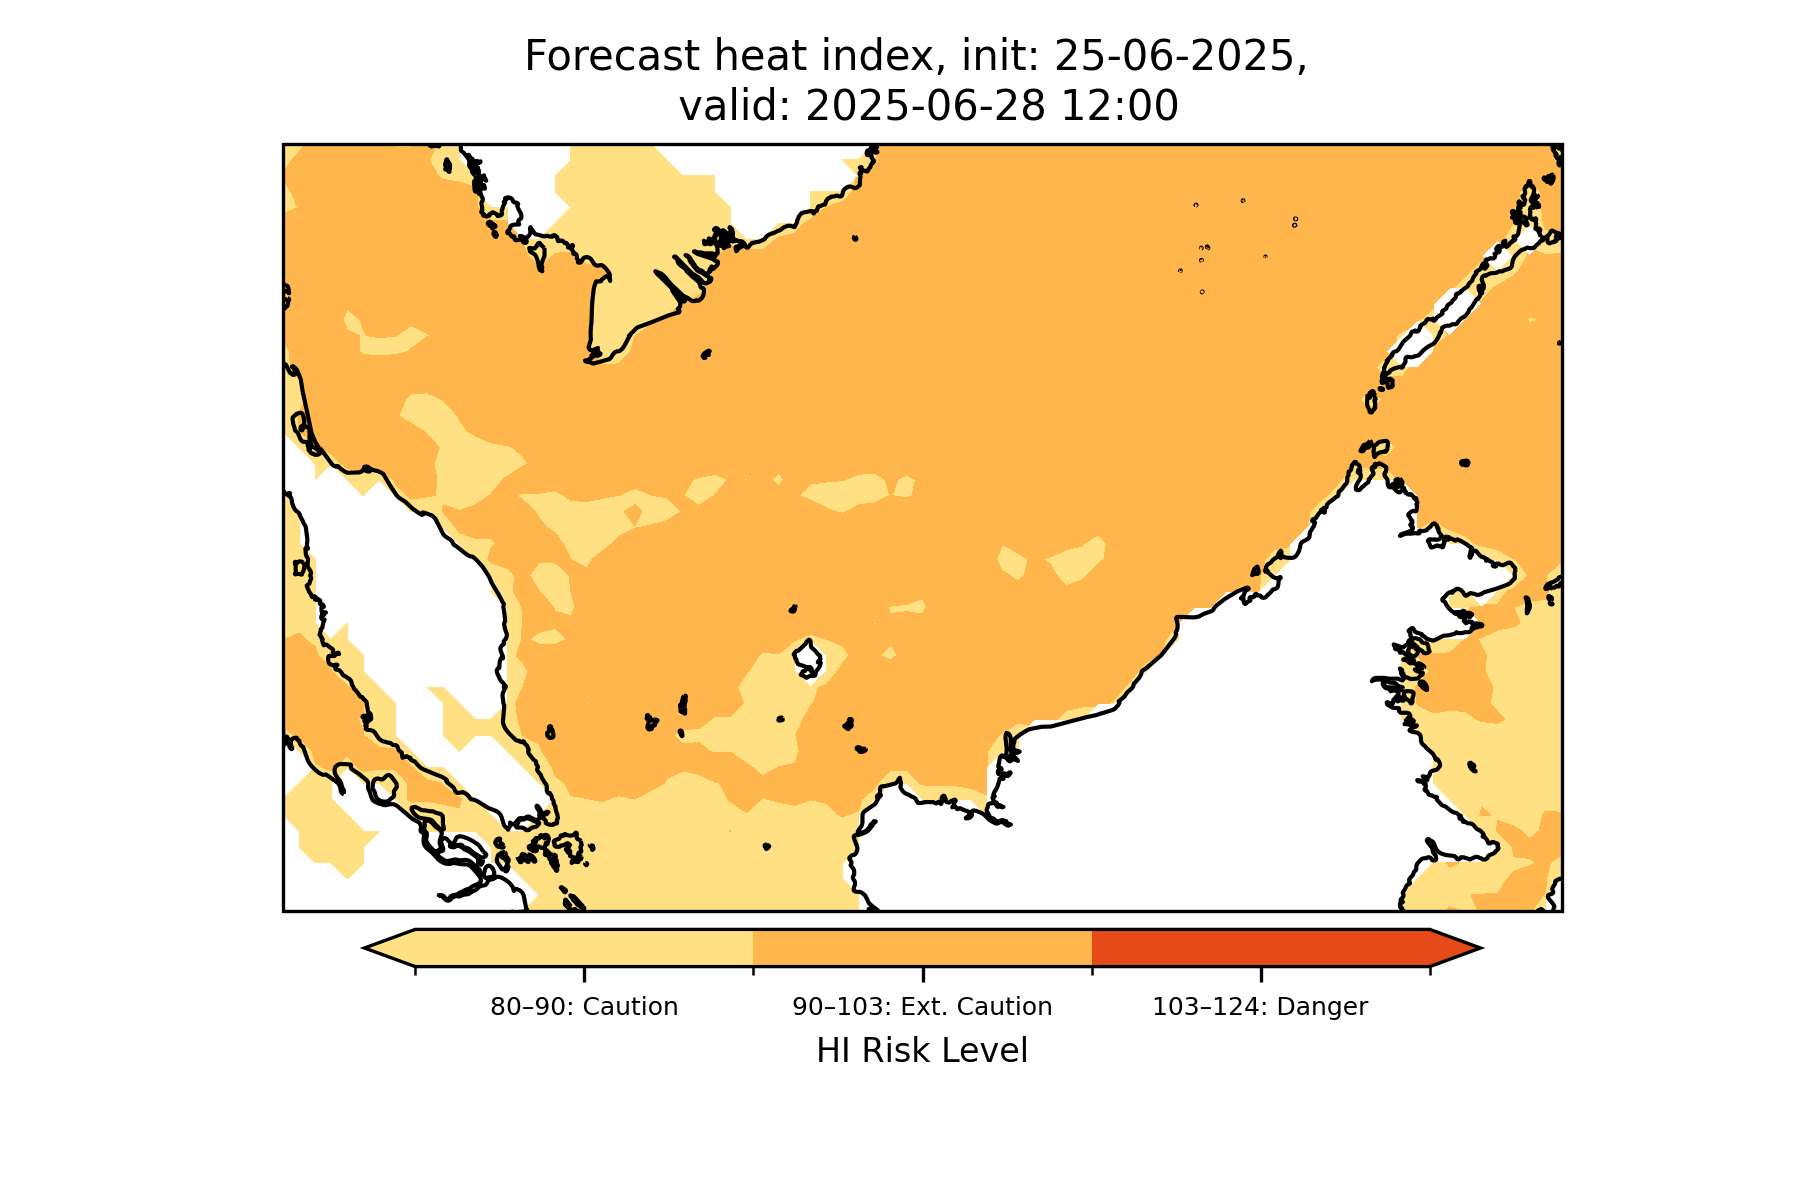 Forecast heat index, init: 25-06-2025,
valid: 2025-06-28 12:00
80–90: Caution
90–103: Ext. Caution
103–124: Danger
HI Risk Level